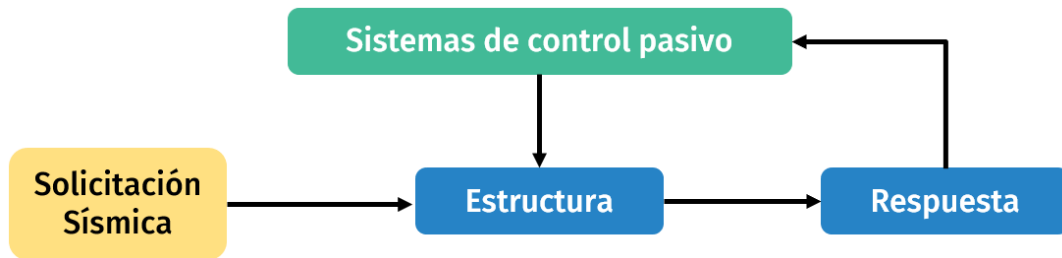 Sistemas de control pasivo
Solicitación
Sísmica
Estructura
Respuesta